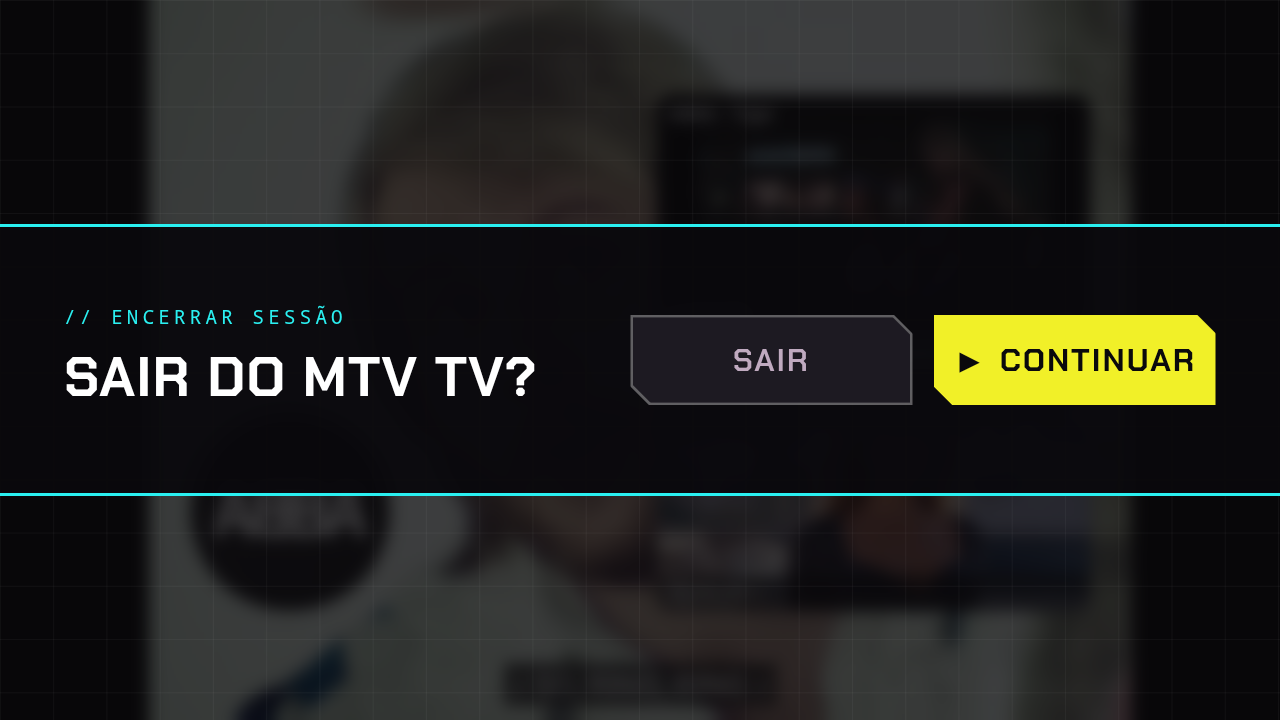 // ENCERRAR SESSÃO
SAIR DO MTV TV?
SAIR
▶ CONTINUAR